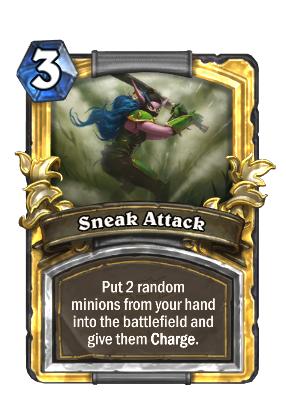 3
Sneak Attack
Put 2 random
minions from your hand
into the battlefield and
give them Charge.